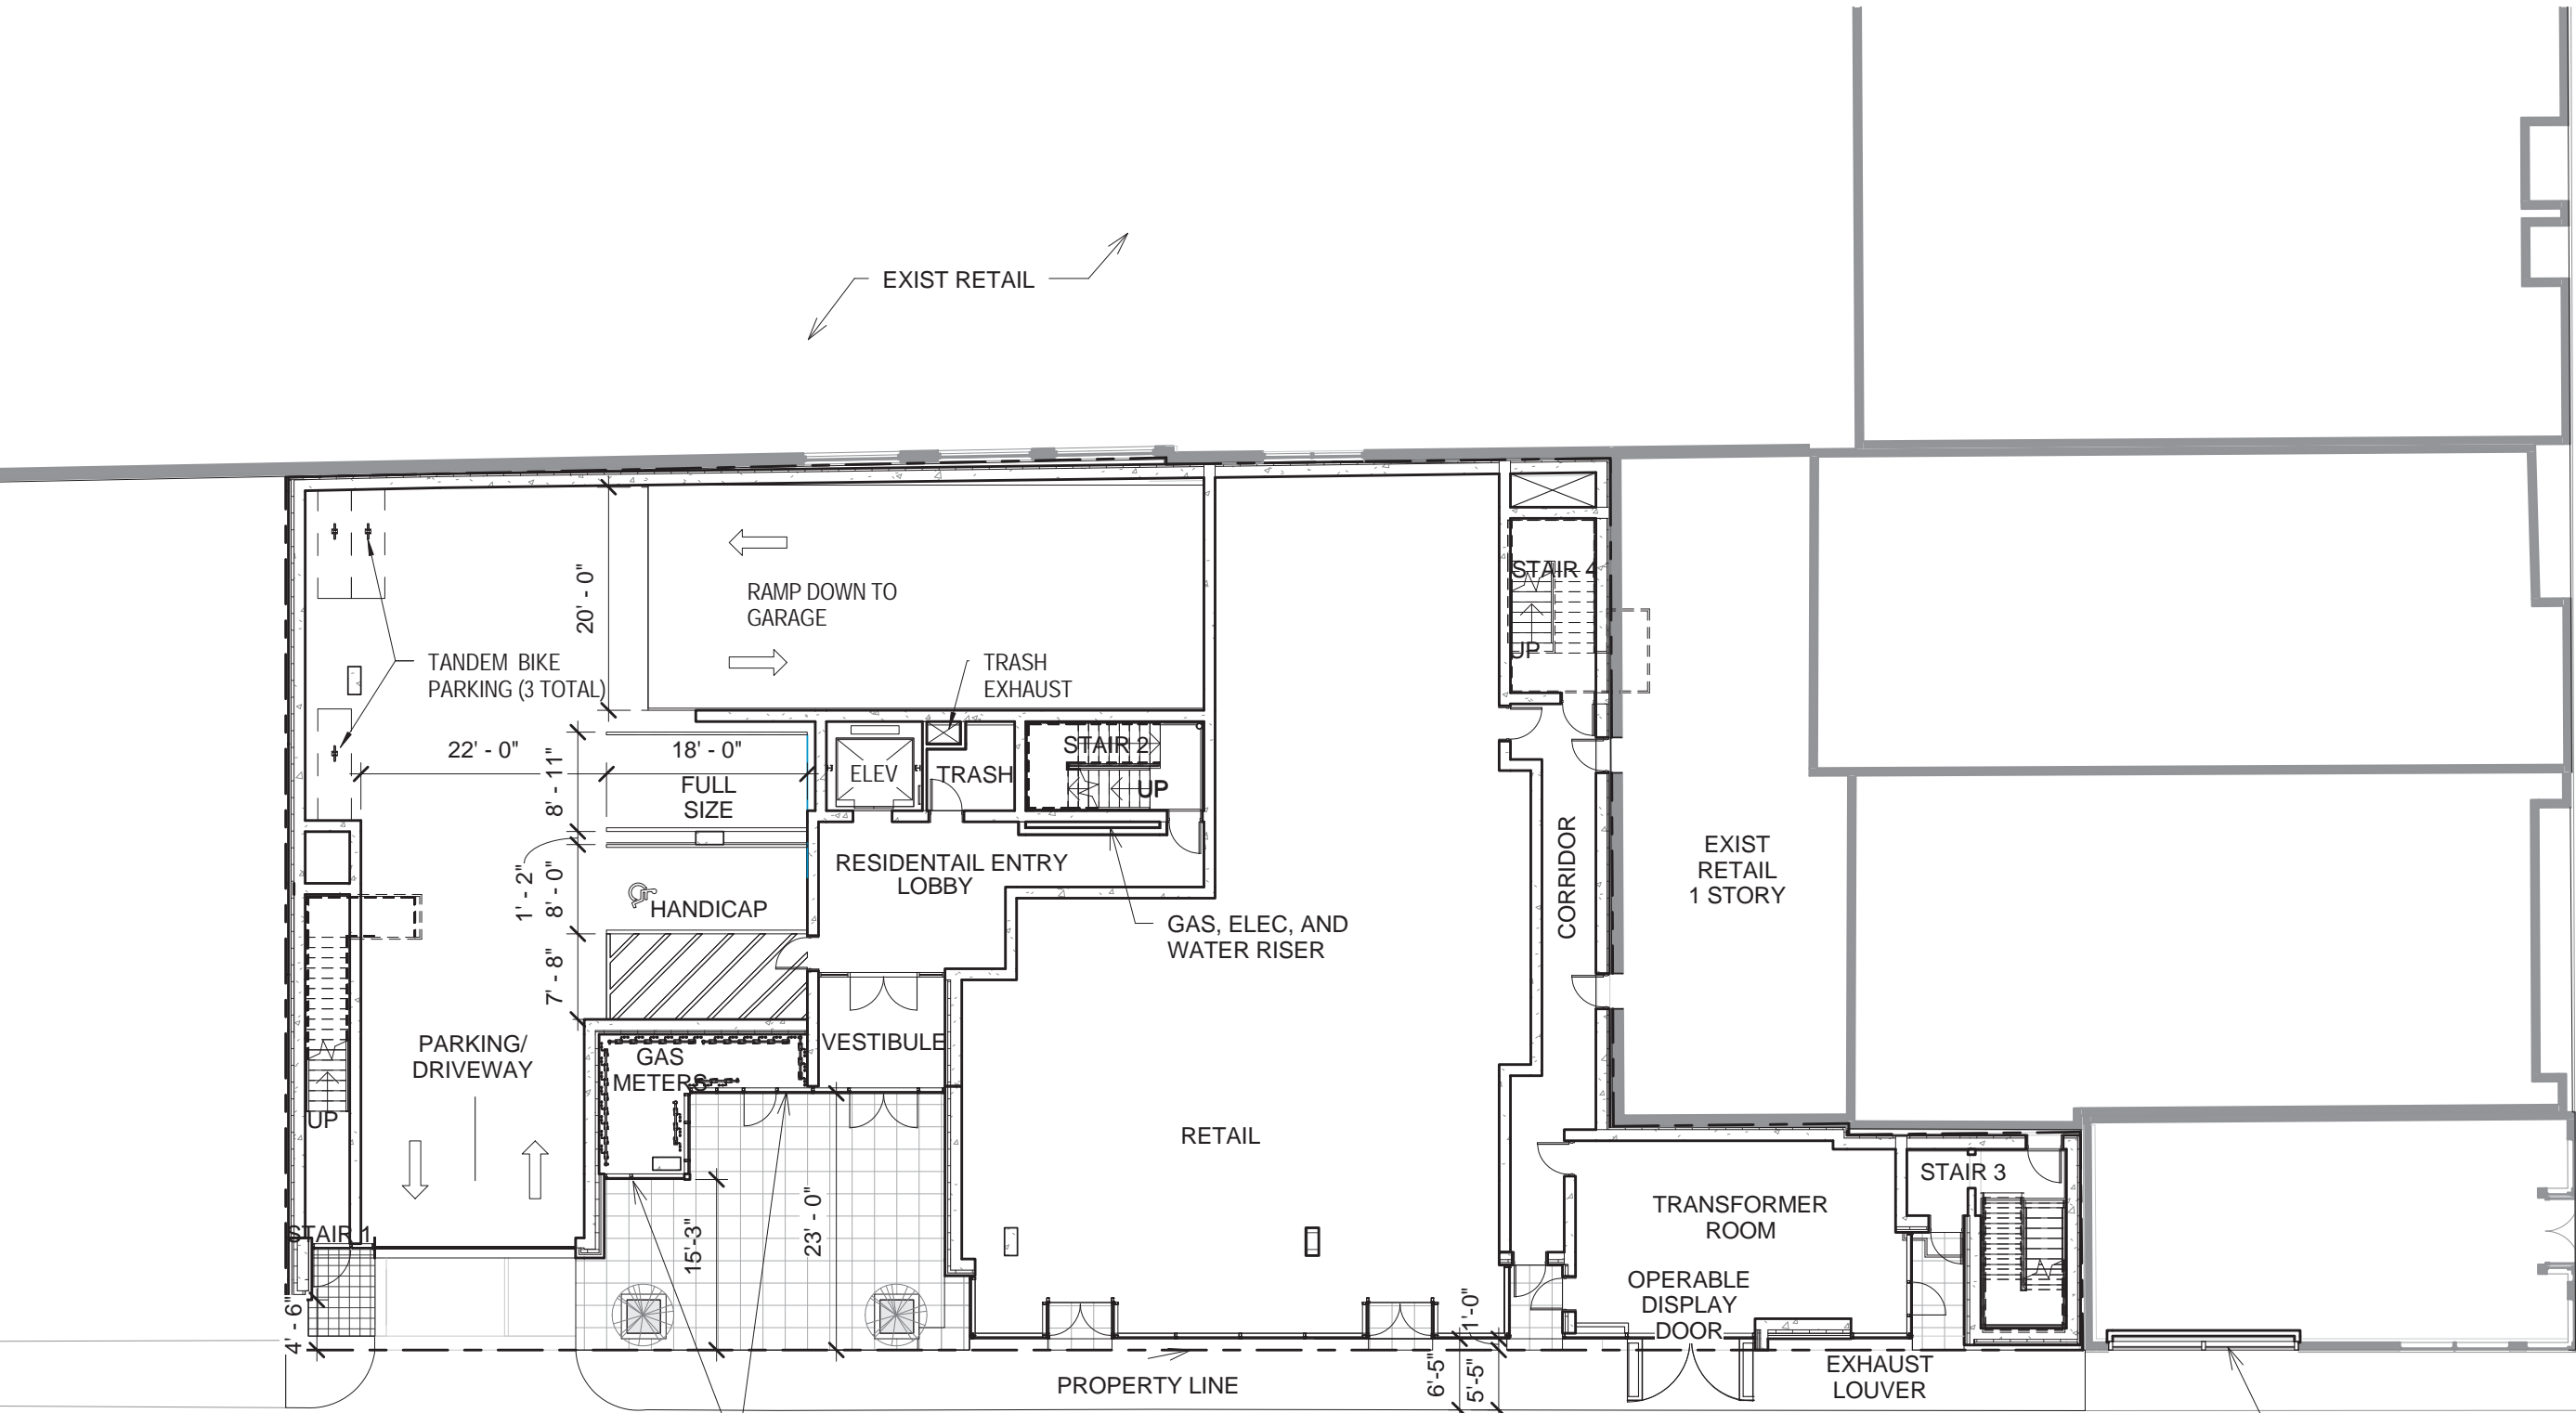 EXIST RETAIL
20' - 0"
RAMP DOWN TO
GARAGE
STAIR 4
UP
TANDEM BIKE
PARKING (3 TOTAL)
TRASH
EXHAUST
22' - 0"
18' - 0"
8' - 11"
FULL
SIZE
ELEV
TRASH
STAIR 2
UP
1' - 2"
8' - 0"
HANDICAP
RESIDENTAIL ENTRY
LOBBY
GAS, ELEC, AND
WATER RISER
CORRIDOR
EXIST
RETAIL
1 STORY
7' - 8"
PARKING/
DRIVEWAY
GAS
METERS
VESTIBULE
UP
RETAIL
STAIR 1
15'-3"
23' - 0"
TRANSFORMER
ROOM
STAIR 3
OPERABLE
DISPLAY
DOOR
4' - 6"
1'-0"
6'-5"
5'-5"
PROPERTY LINE
EXHAUST
LOUVER